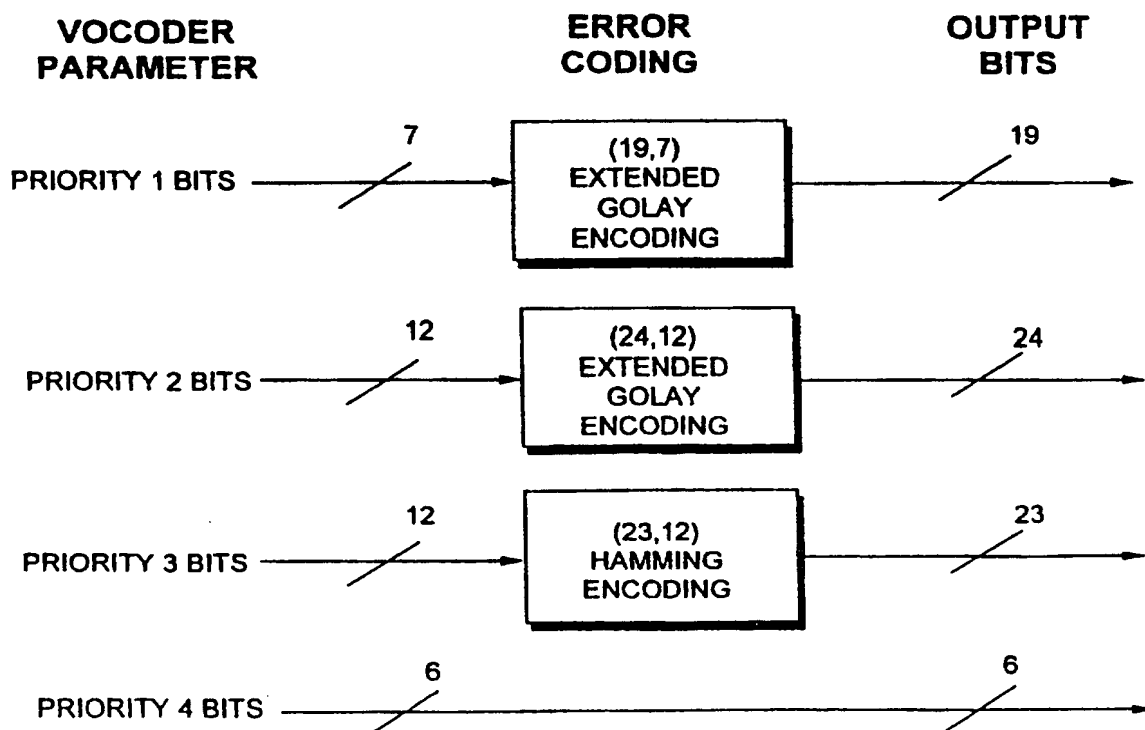 VOCODER
PARAMETER
ERROR
CODING
OUTPUT
BITS
PRIORITY 1 BITS
7
(19,7)
EXTENDED
GOLAY
ENCODING
19
PRIORITY 2 BITS
12
(24,12)
EXTENDED
GOLAY
ENCODING
24
PRIORITY 3 BITS
12
(23,12)
HAMMING
ENCODING
23
PRIORITY 4 BITS
6
6